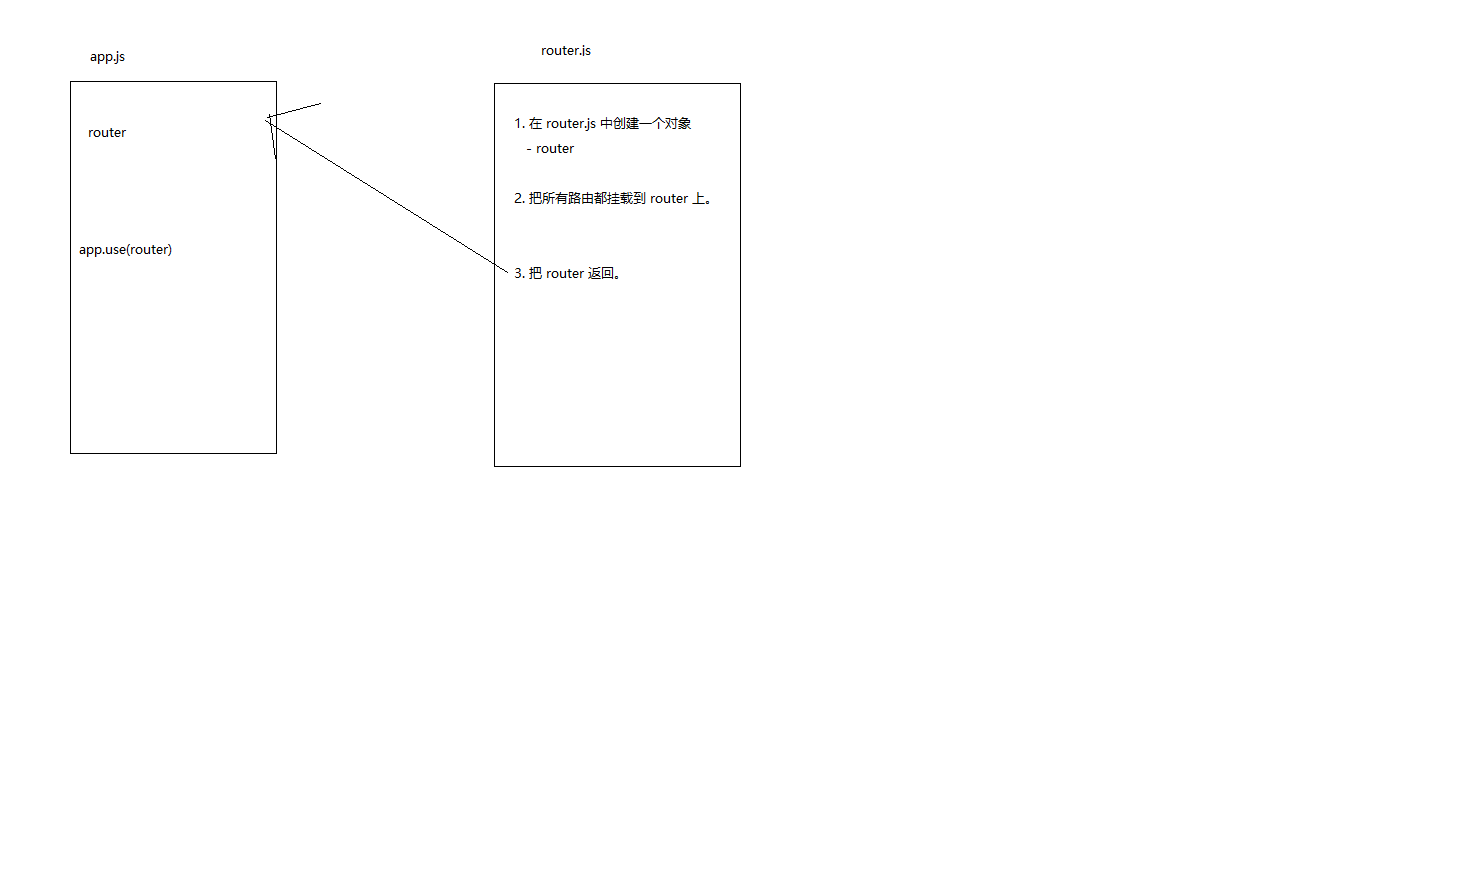 app.js
router
app.use(router)
router.js
1. 在 router.js 中创建一个对象
- router
2. 把所有路由都挂载到 router 上。
3. 把 router 返回。